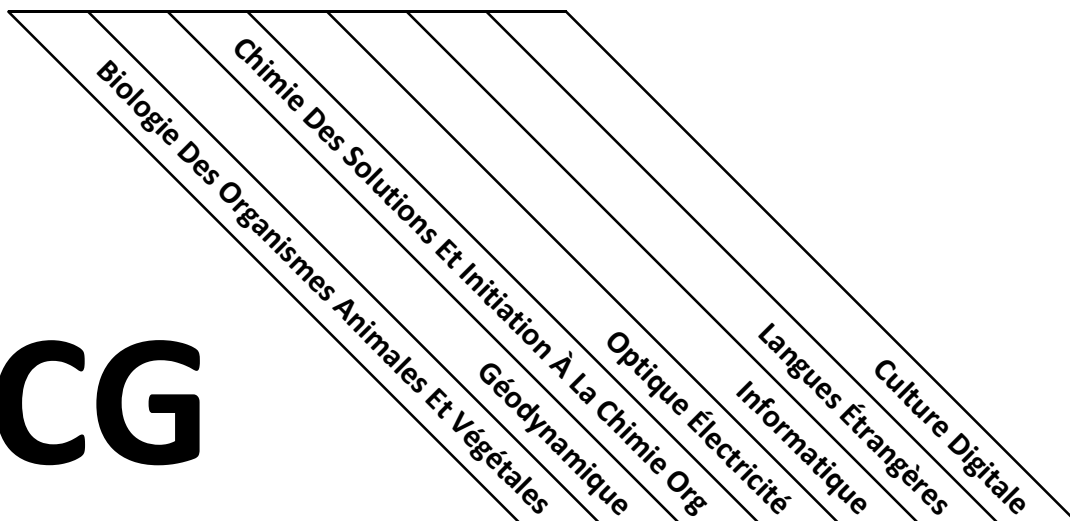 Biologie Des Organismes Animales Et Végétales
Géodynamique
Chimie Des Solutions Et Initiation À La Chimie Org
Optique Électricité
Informatique
Langues Étrangères
Culture Digitale
CG